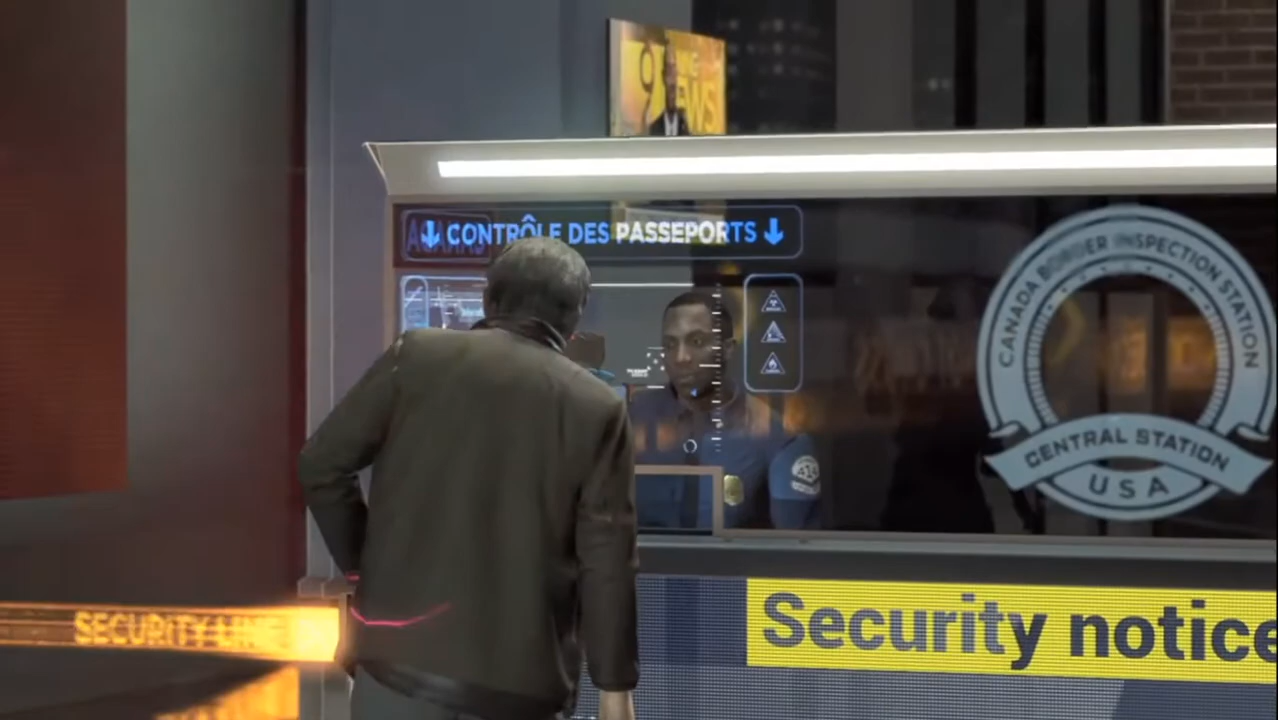 9
NEWS
CONTRÔLE DES PASSEPORTS
CANADA BORDER INSPECTION STATION
CENTRAL STATION
USA
SECURITY LINE
Security notice